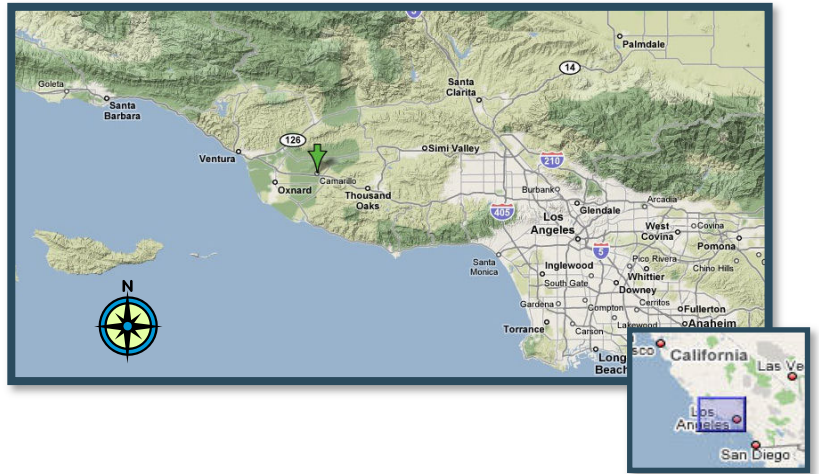 5
Palmdale
14
Goleta
Santa
Clarita
Santa
Barbara
126
Simi Valley
Ventura
210
Camarillo
Oxnard
Thousand
Oaks
Burbank
Arcadia
Glendale
405
Los
Angeles
West
Covina
Covina
Pomona
5
Santa
Monica
Inglewood
Pico Rivera
Chino Hills
Whittier
South Gate
Downey
N
Gardena
Compton
Cerritos
Fullerton
Torrance
Carson
Lakewood
Anaheim
Long
Beach
sco
California
Las Ve
Los
Angeles
San Diego